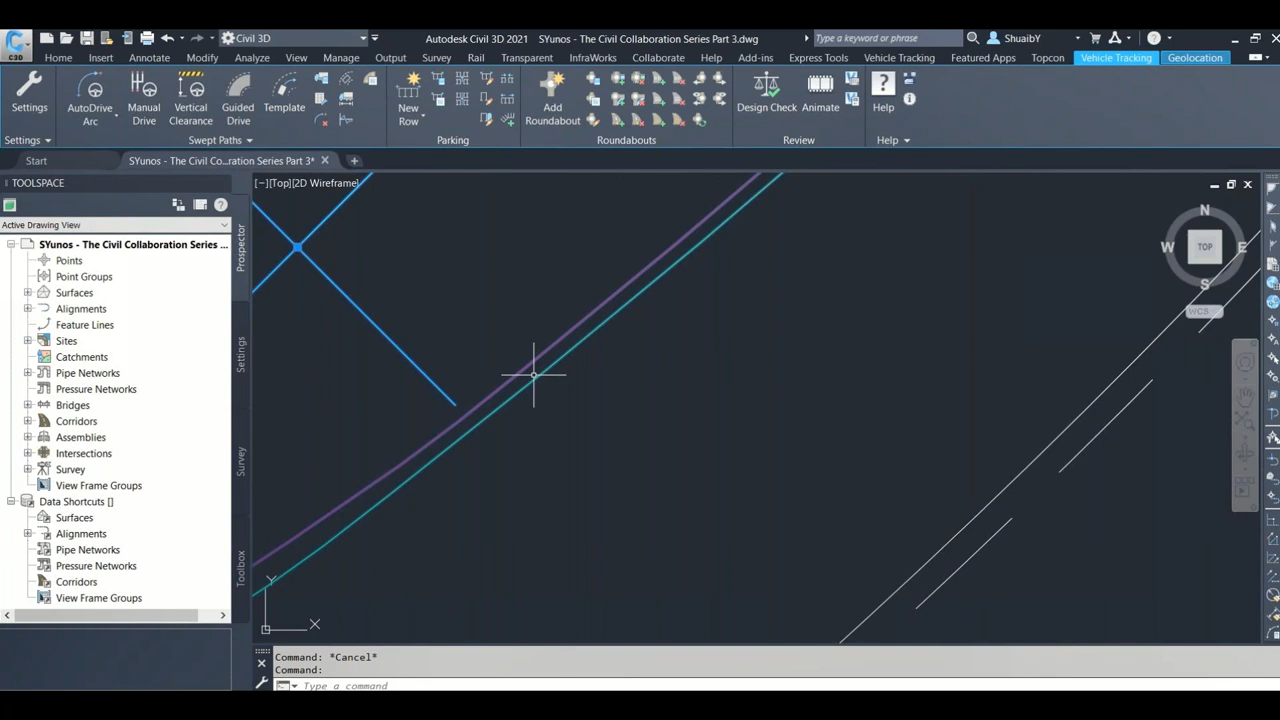 Civil 3D
Autodesk Civil 3D 2021 SYunos - The Civil Collaboration Series Part 3.dwg
Type a keyword or phrase
ShuaibY
C3D
Home Insert Annotate Modify Analyze View Manage Output Survey Rail Transparent InfraWorks Collaborate Help Add-ins Express Tools Vehicle Tracking Featured Apps Topcon Vehicle Tracking Geolocation
Settings
AutoDrive
Arc
Manual
Drive
Vertical
Clearance
Guided
Drive
Template
New
Row
Add
Roundabout
Design Check
Animate
Help
Settings
Swept Paths
Parking
Roundabouts
Review
Help
Start
SYunos - The Civil Co...ration Series Part 3*
TOOLSPACE
[−][Top][2D Wireframe]
Active Drawing View
SYunos - The Civil Collaboration Series ...
Points
Point Groups
Surfaces
Alignments
Feature Lines
Sites
Catchments
Pipe Networks
Pressure Networks
Bridges
Corridors
Assemblies
Intersections
Survey
View Frame Groups
Data Shortcuts []
Surfaces
Alignments
Pipe Networks
Pressure Networks
Corridors
View Frame Groups
Prospector
Settings
Survey
Toolbox
N
W
TOP
E
S
WCS
Y
X
Command: *Cancel*
Command:
Type a command